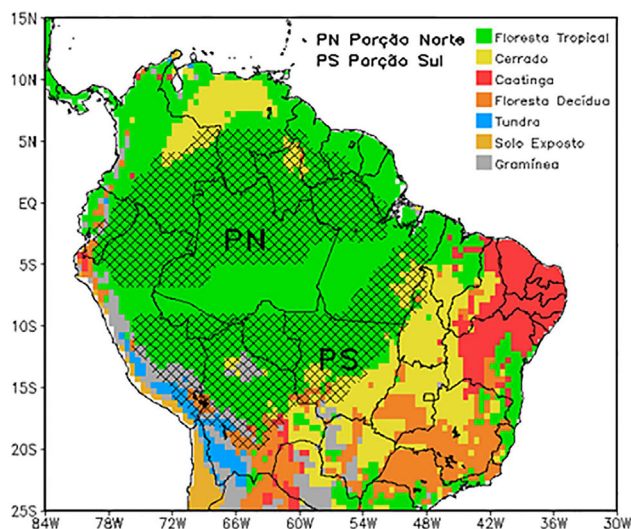 15N
10N
5N
EQ
5S
10S
15S
20S
25S
84W 78W 72W 66W 60W 54W 48W 42W 36W 30W
PN Porção Norte
PS Porção Sul
Floresta Tropical
Cerrado
Caatinga
Floresta Decídua
Tundra
Solo Exposto
Gramínea
PN
PS